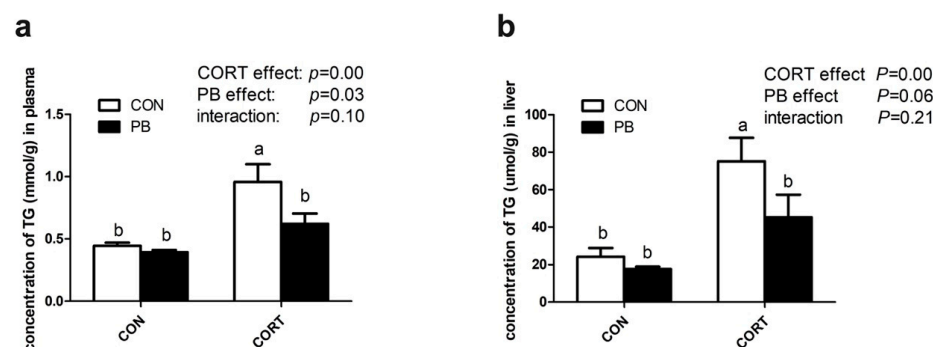 a
CORT effect: p=0.00
PB effect: p=0.03
interaction: p=0.10
CON
PB
concentration of TG (mmol/g) in plasma
1.5
1.0
0.5
0.0
a
b
b
b
CON
CORT
b
CORT effect P=0.00
PB effect P=0.06
interaction P=0.21
CON
PB
concentration of TG (umol/g) in liver
100
80
60
40
20
0
a
b
b
b
CON
CORT